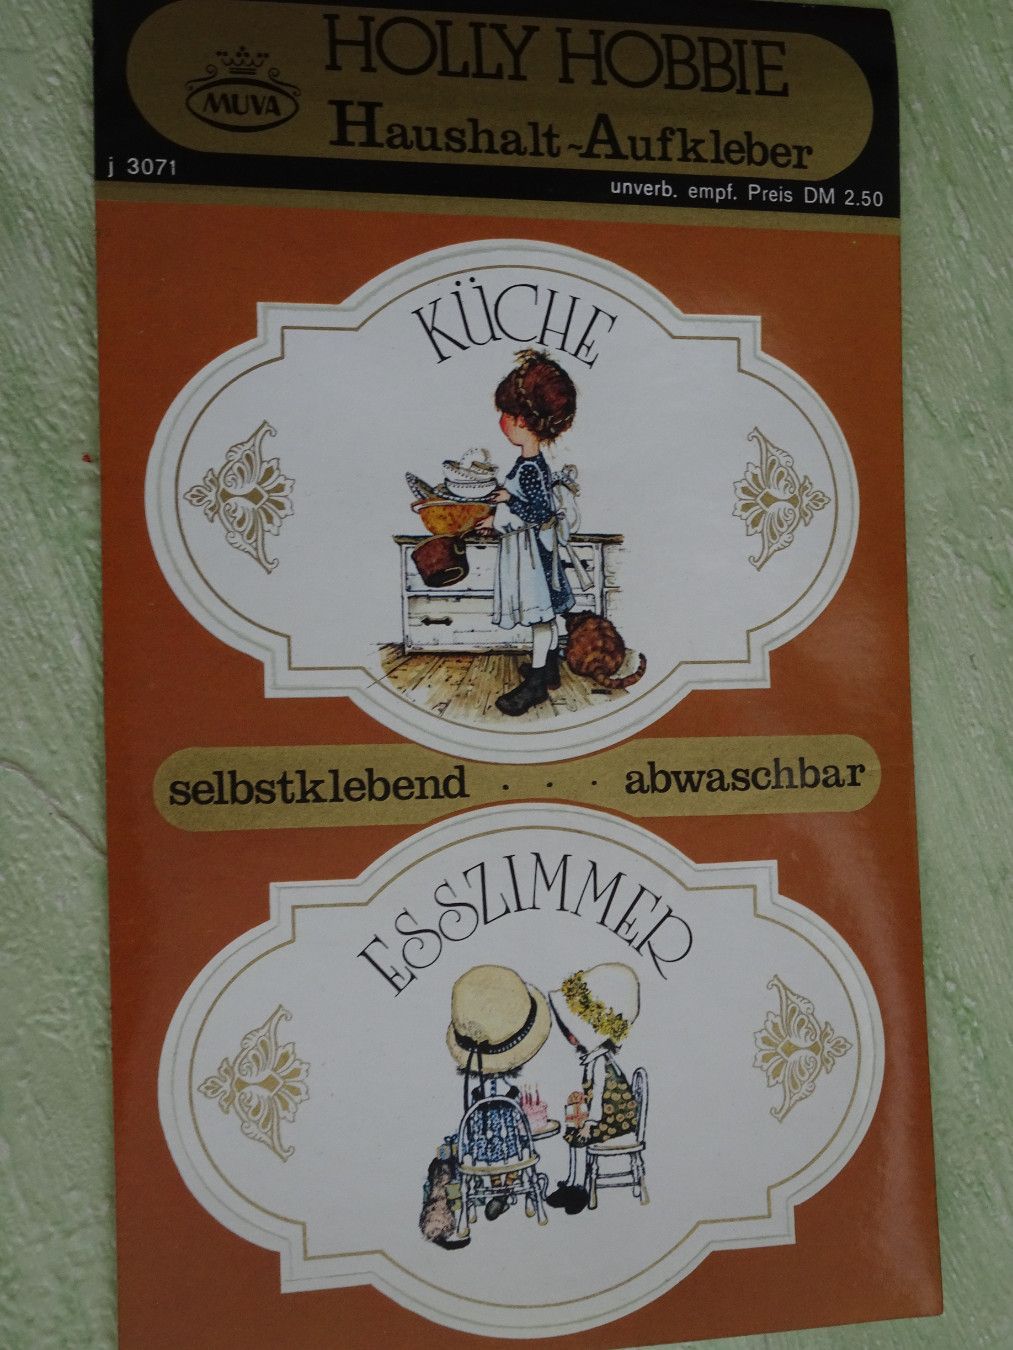 HOLLY HOBBIE
MUVA
Haushalt~Aufkleber
j 3071
unverb. empf. Preis DM 2.50
KÜCHE
selbstklebend . . . abwaschbar
ESSZIMMER